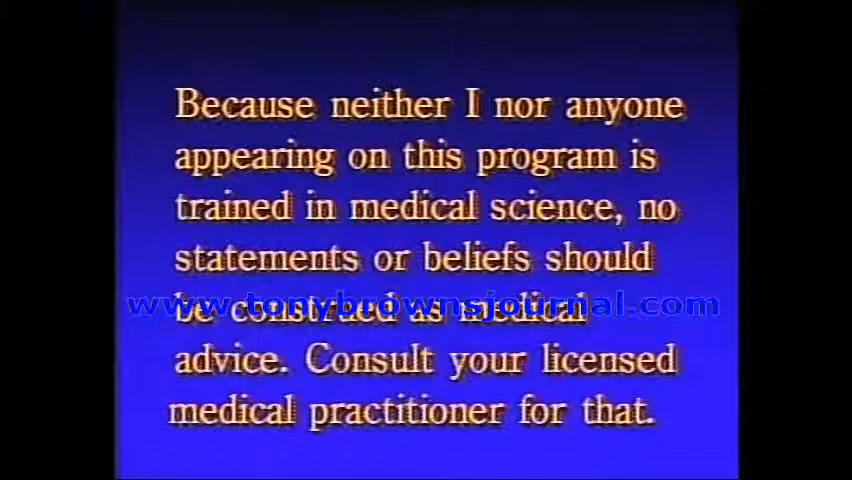 Because neither I nor anyone
appearing on this program is
trained in medical science, no
statements or beliefs should
www.tonybrownsjournal.com
be construed as medical
advice. Consult your licensed
medical practitioner for that.